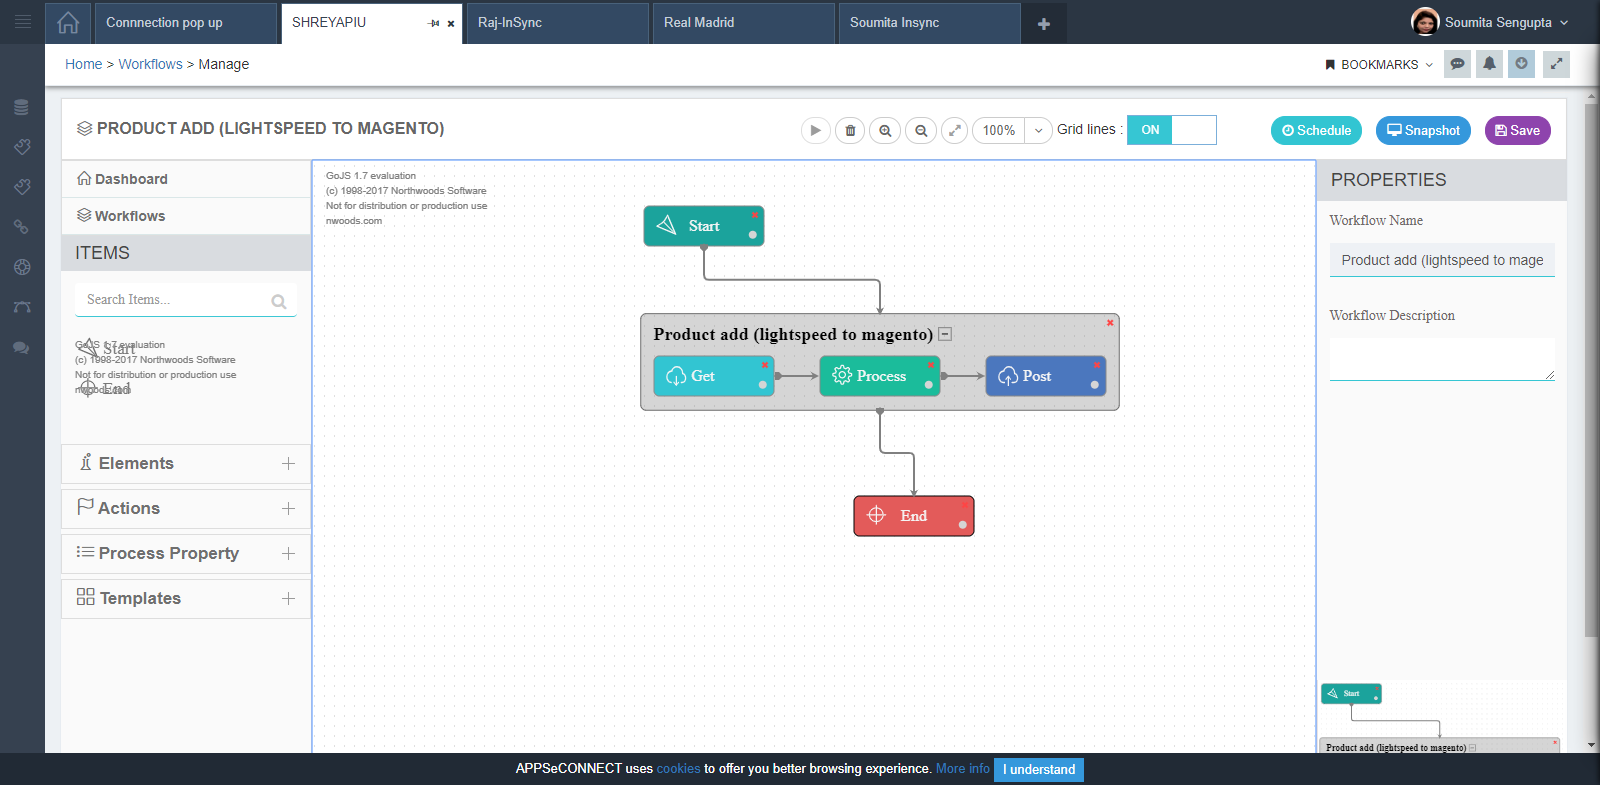 Connnection pop up
SHREYAPIU
Raj-InSync
Real Madrid
Soumita Insync
Soumita Sengupta
Home > Workflows > Manage
BOOKMARKS
PRODUCT ADD (LIGHTSPEED TO MAGENTO)
100%
Grid lines :
ON
Schedule
Snapshot
Save
Dashboard
Workflows
ITEMS
Search Items...
GoJS 1.7 evaluation
Start
(c) 1998-2017 Northwoods Software
Not for distribution or production use
nwoods.com
End
Elements
Actions
Process Property
Templates
GoJS 1.7 evaluation
(c) 1998-2017 Northwoods Software
Not for distribution or production use
nwoods.com
Start
Product add (lightspeed to magento)
Get
Process
Post
End
PROPERTIES
Workflow Name
Product add (lightspeed to mage
Workflow Description
Start
Product add (lightspeed to magento)
APPSeCONNECT uses cookies to offer you better browsing experience. More info
I understand